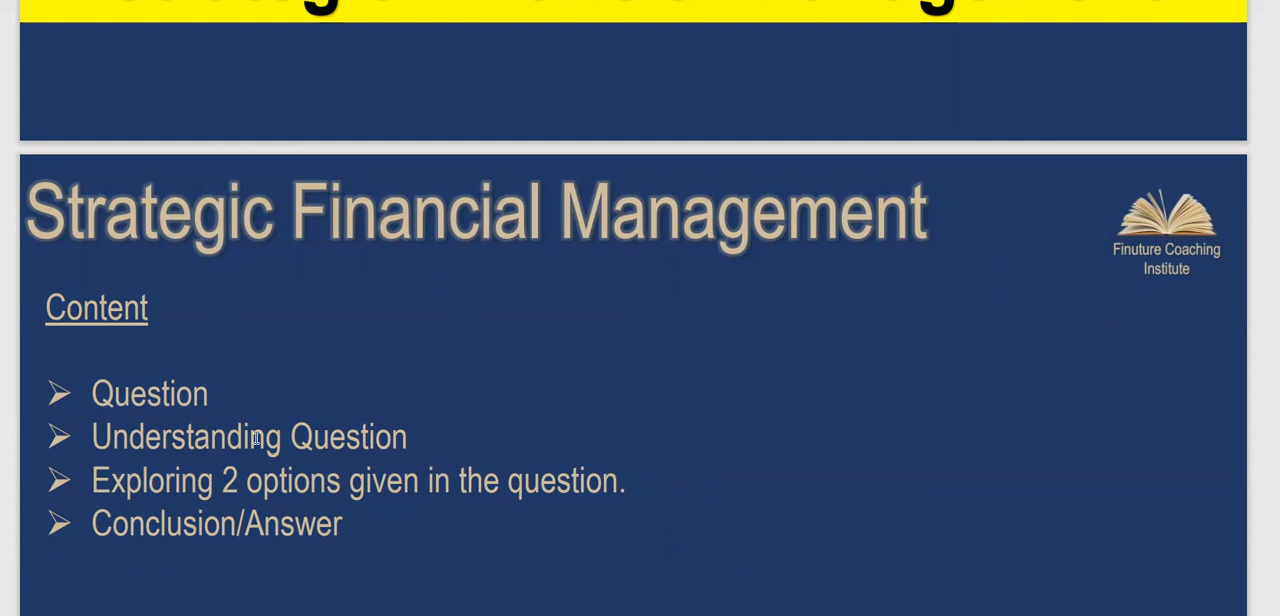 Strategic Financial Management
Finuture Coaching
Institute
Content
➢ Question
➢ Understanding Question
➢ Exploring 2 options given in the question.
➢ Conclusion/Answer